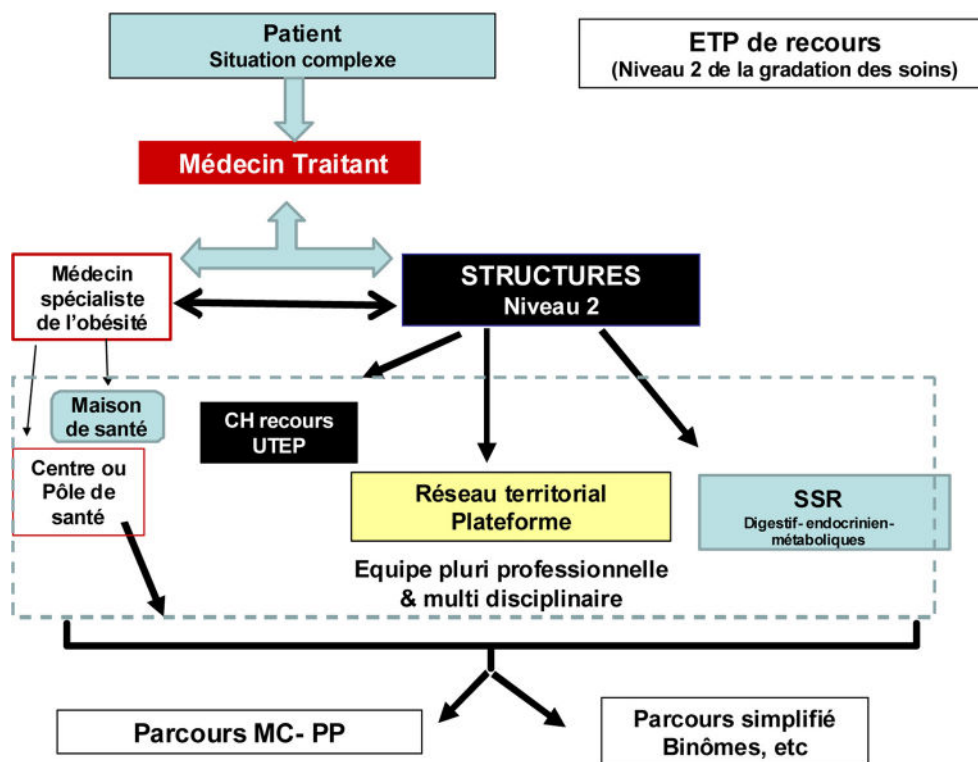 Patient
Situation complexe
ETP de recours
(Niveau 2 de la gradation des soins)
Médecin Traitant
Médecin
spécialiste
de l'obésité
STRUCTURES
Niveau 2
Maison
de santé
CH recours
UTEP
Centre ou
Pôle de
santé
Réseau territorial
Plateforme
SSR
Digestif- endocrinien-
métaboliques
Equipe pluri professionnelle
& multi disciplinaire
Parcours MC- PP
Parcours simplifié
Binômes, etc